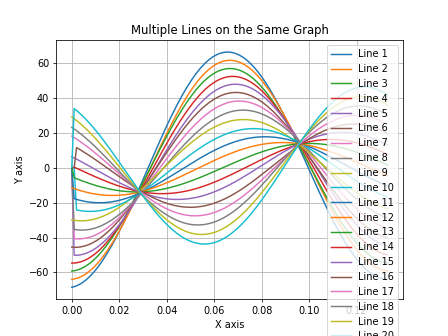 Multiple Lines on the Same Graph
Line 1
Line 2
Line 3
Line 4
Line 5
Line 6
Line 7
Line 8
Line 9
Line 10
Line 11
Line 12
Line 13
Line 14
Line 15
Line 16
Line 17
Line 18
Line 19
Line 20
60
40
20
0
−20
−40
−60
Y axis
0.00 0.02 0.04 0.06 0.08 0.10
X axis